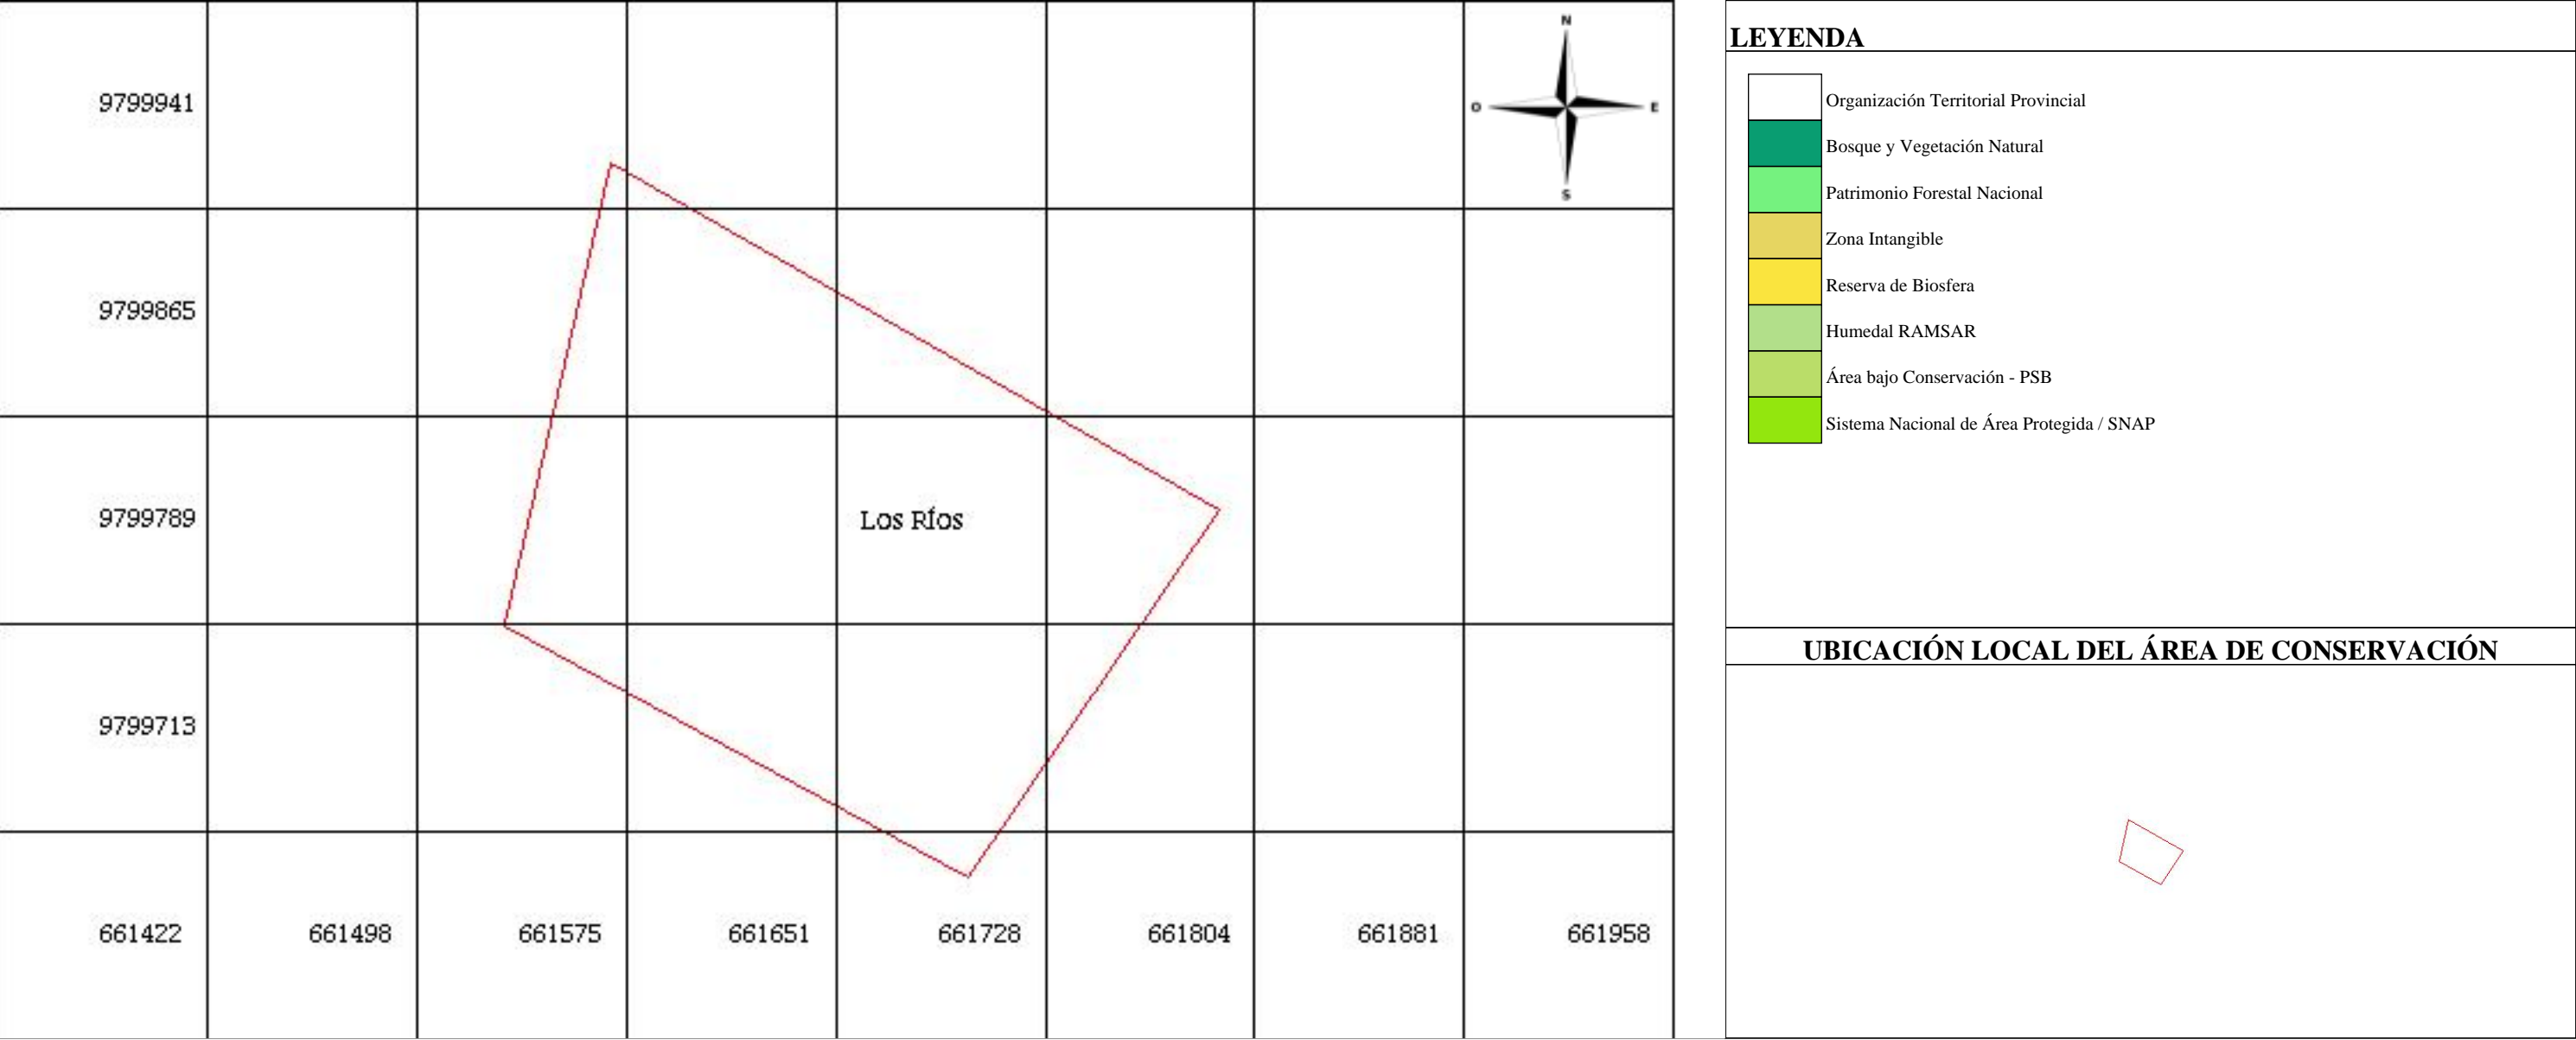 N
O
E
S
9799941
9799865
9799789
Los Ríos
9799713
661422
661498
661575
661651
661728
661804
661881
661958
LEYENDA
Organización Territorial Provincial
Bosque y Vegetación Natural
Patrimonio Forestal Nacional
Zona Intangible
Reserva de Biosfera
Humedal RAMSAR
Área bajo Conservación - PSB
Sistema Nacional de Área Protegida / SNAP
UBICACIÓN LOCAL DEL ÁREA DE CONSERVACIÓN